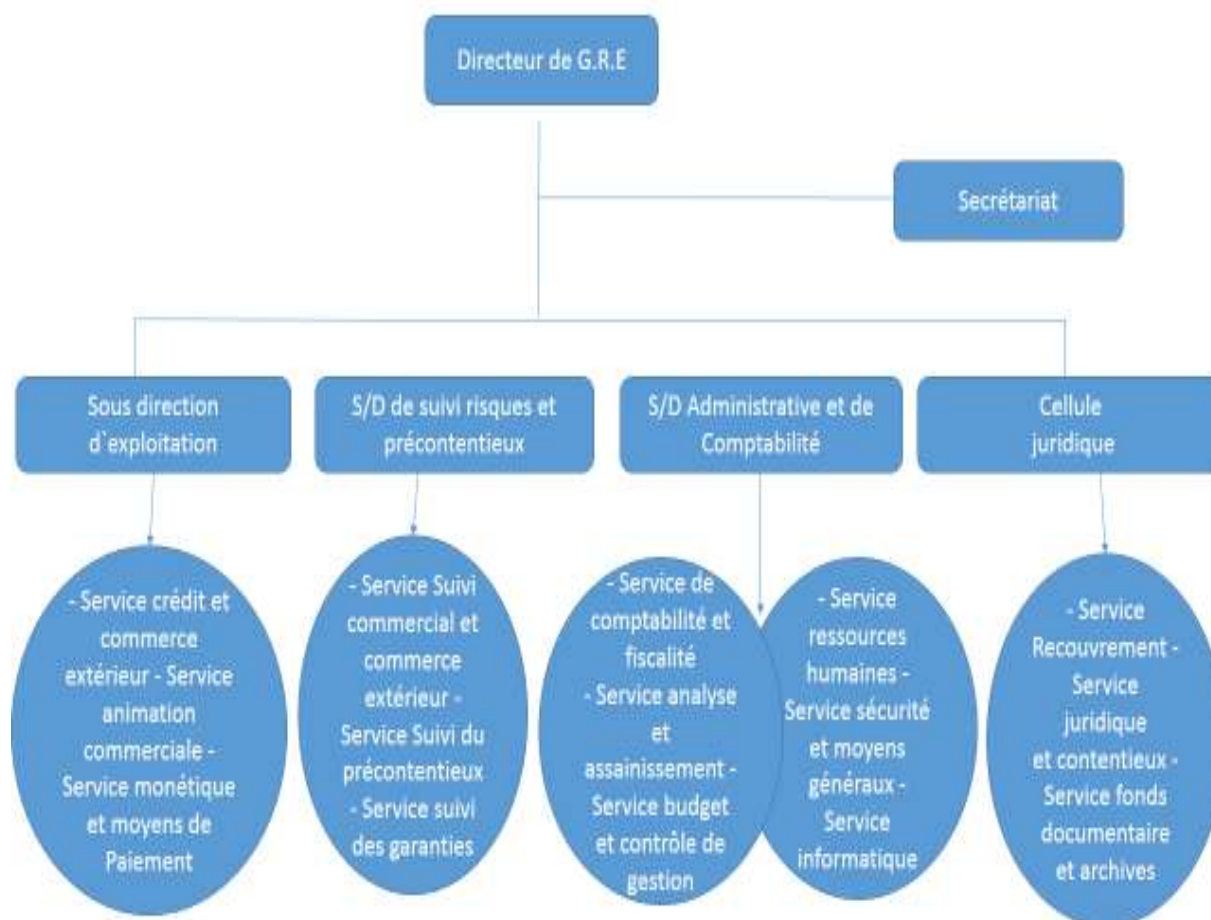 Directeur de G.R.E
Secrétariat
Sous direction
d`exploitation
S/D de suivi risques et
précontentieux
S/D Administrative et de
Comptabilité
Cellule
juridique
- Service crédit et
commerce
extérieur - Service
animation
commerciale -
Service monétique
et moyens de
Paiement
- Service Suivi
commercial et
commerce
extérieur -
Service Suivi du
précontentieux
- Service suivi
des garanties
- Service de
comptabilité et
fiscalité
- Service analyse
et
assainissement -
Service budget
et contrôle de
gestion
- Service
ressources
humaines -
Service sécurité
et moyens
généraux -
Service
informatique
- Service
Recouvrement -
Service
juridique
et contentieux -
Service fonds
documentaire
et archives